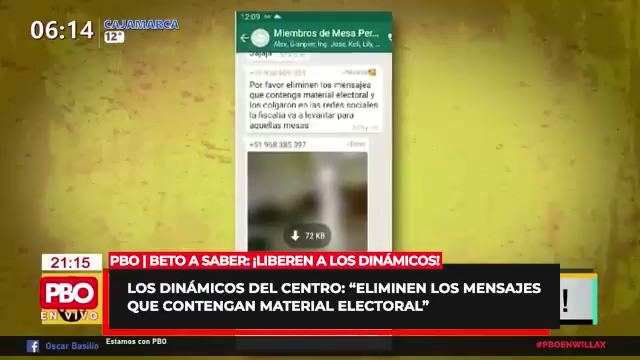 06:14
CAJAMARCA
12°
12:09
Miembros de Mesa Per...
Alex, Gianpier, Ing. Jose, Keli, Lily, ...
Por favor eliminen los mensajes
que contenga material electoral y
los colgaron en las redes sociales
la fiscalia va a levantar para
aquellas mesas
+51 968 385 397
72 KB
21:15
PBO | BETO A SABER: ¡LIBEREN A LOS DINÁMICOS!
PBO
EN VIVO
LOS DINÁMICOS DEL CENTRO: “ELIMINEN LOS MENSAJES
QUE CONTENGAN MATERIAL ELECTORAL”
!
Oscar Basilio
Estamos con PBO
#PBOENWILLAX